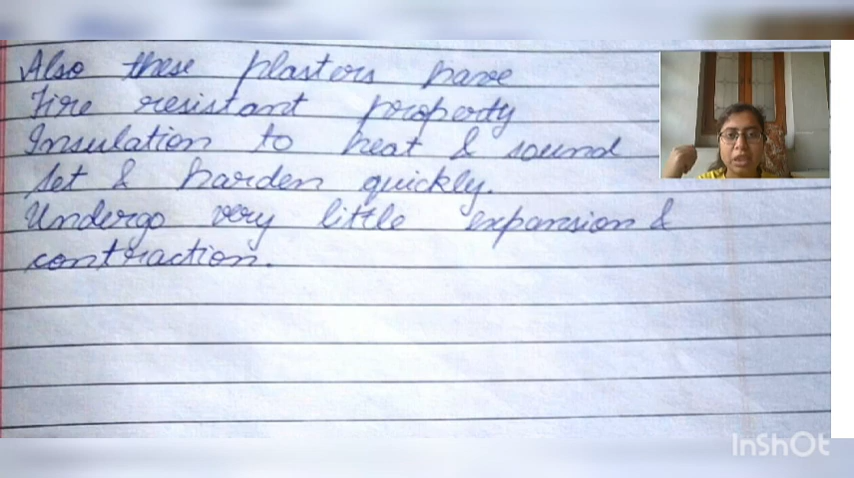 Also these plasters have
Fire resistant property
Insulation to heat & sound
Set & harden quickly.
Undergo very little expansion &
contraction.
InShOt